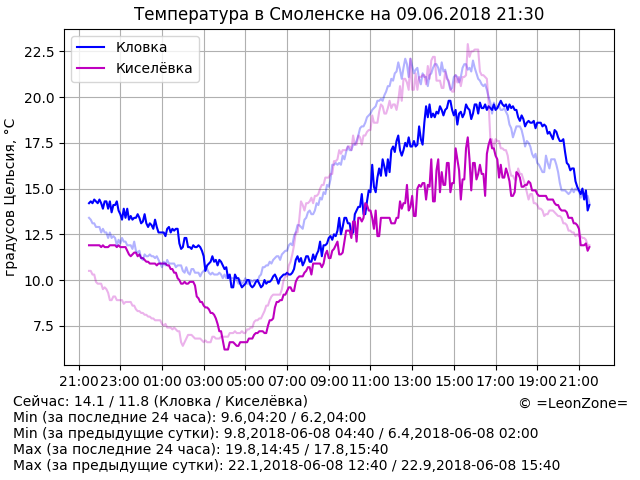 Температура в Смоленске на 09.06.2018 21:30
градусов Цельсия, °C
22.5
20.0
17.5
15.0
12.5
10.0
7.5
Кловка
Киселёвка
21:00 23:00 01:00 03:00 05:00 07:00 09:00 11:00 13:00 15:00 17:00 19:00 21:00
Сейчас: 14.1 / 11.8 (Кловка / Киселёвка)
© =LeonZone=
Min (за последние 24 часа): 9.6,04:20 / 6.2,04:00
Min (за предыдущие сутки): 9.8,2018-06-08 04:40 / 6.4,2018-06-08 02:00
Max (за последние 24 часа): 19.8,14:45 / 17.8,15:40
Max (за предыдущие сутки): 22.1,2018-06-08 12:40 / 22.9,2018-06-08 15:40